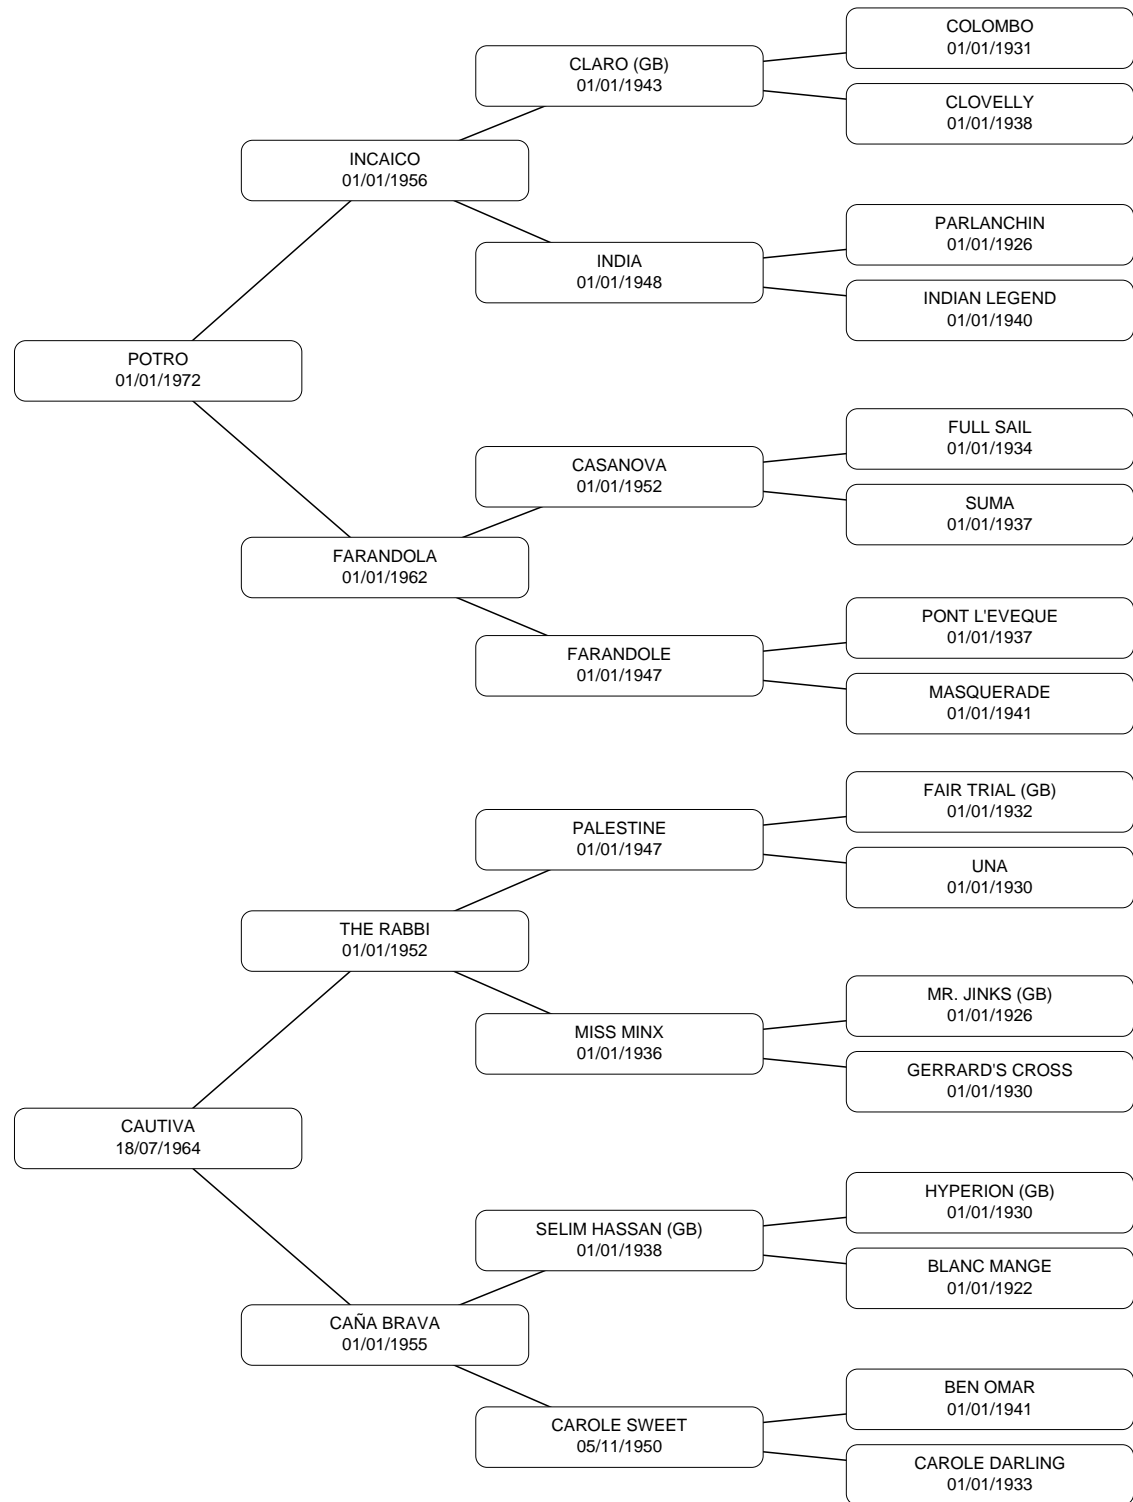 COLOMBO
01/01/1931
CLARO (GB)
01/01/1943
CLOVELLY
01/01/1938
INCAICO
01/01/1956
PARLANCHIN
01/01/1926
INDIA
01/01/1948
INDIAN LEGEND
01/01/1940
POTRO
01/01/1972
FULL SAIL
01/01/1934
CASANOVA
01/01/1952
SUMA
01/01/1937
FARANDOLA
01/01/1962
PONT L'EVEQUE
01/01/1937
FARANDOLE
01/01/1947
MASQUERADE
01/01/1941
FAIR TRIAL (GB)
01/01/1932
PALESTINE
01/01/1947
UNA
01/01/1930
THE RABBI
01/01/1952
MR. JINKS (GB)
01/01/1926
MISS MINX
01/01/1936
GERRARD'S CROSS
01/01/1930
CAUTIVA
18/07/1964
HYPERION (GB)
01/01/1930
SELIM HASSAN (GB)
01/01/1938
BLANC MANGE
01/01/1922
CAÑA BRAVA
01/01/1955
BEN OMAR
01/01/1941
CAROLE SWEET
05/11/1950
CAROLE DARLING
01/01/1933